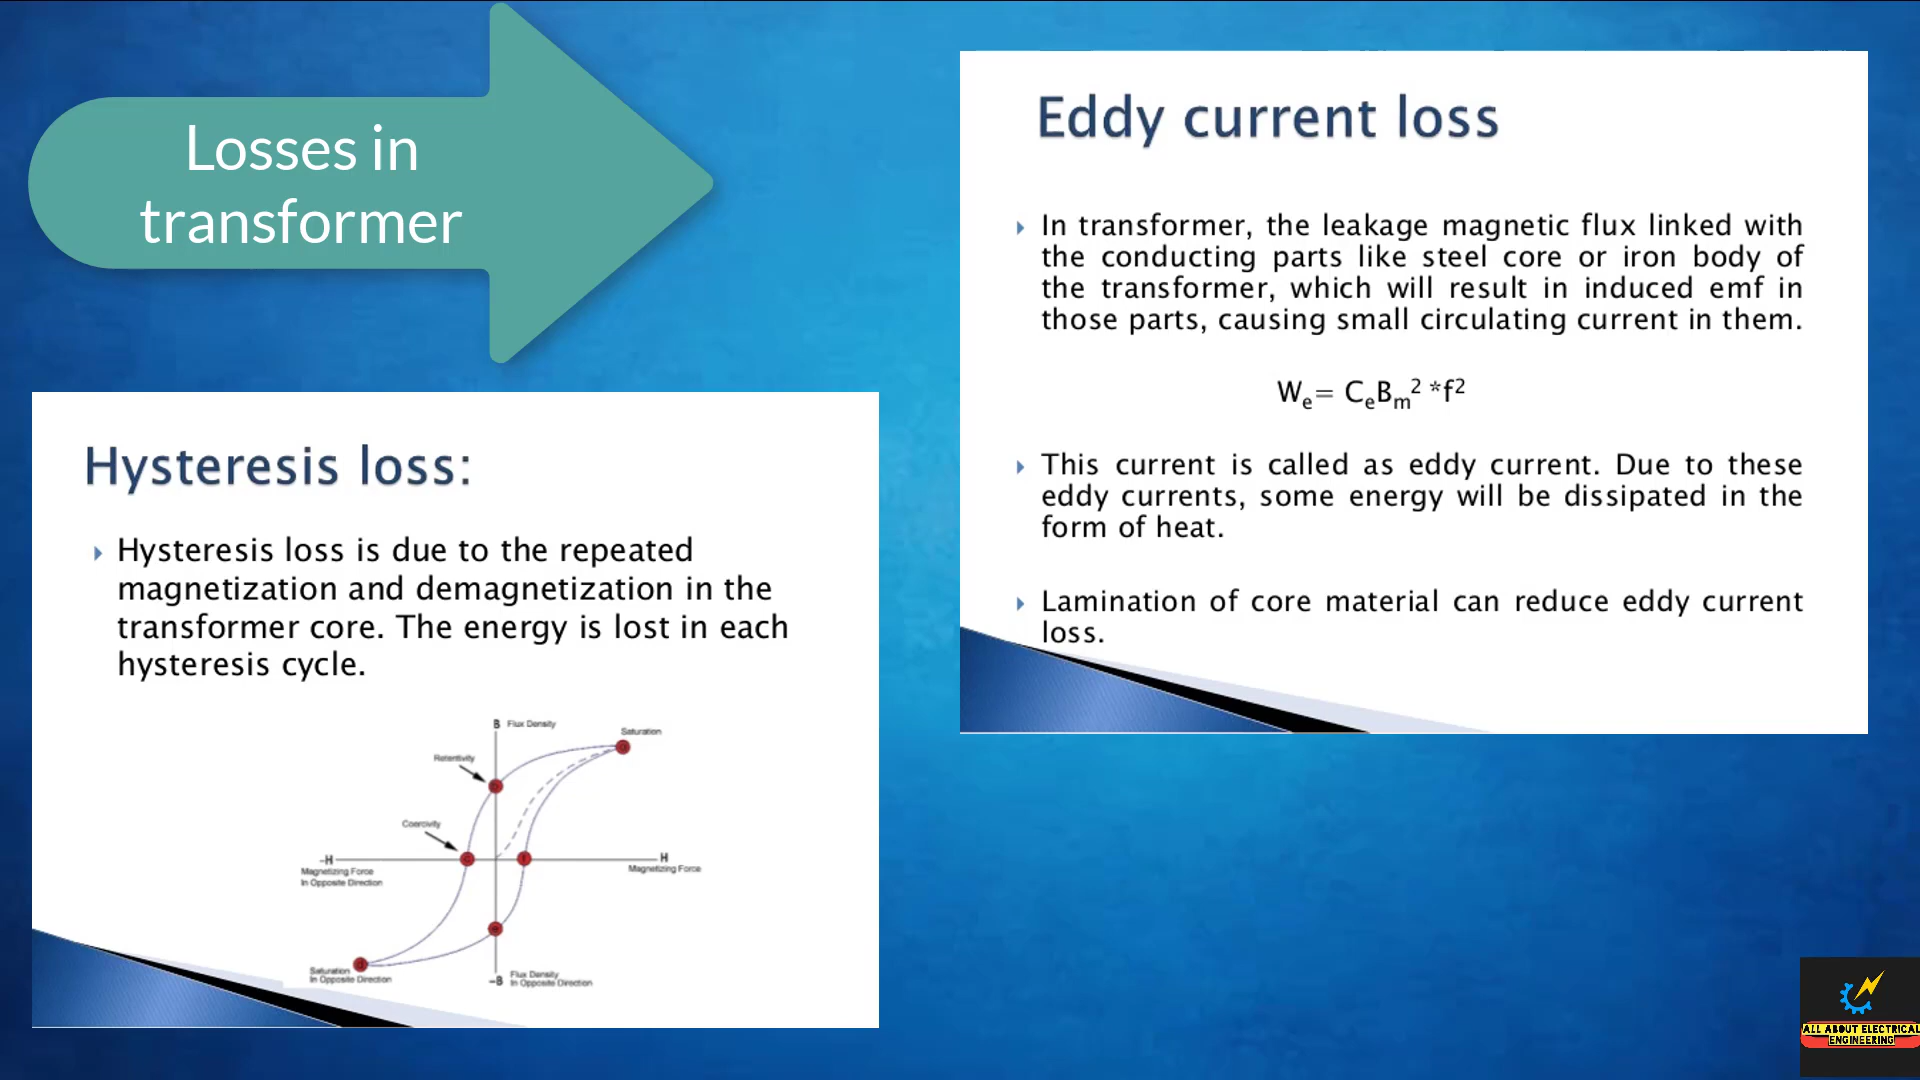 Losses in
transformer
Hysteresis loss:
Hysteresis loss is due to the repeated
magnetization and demagnetization in the
transformer core. The energy is lost in each
hysteresis cycle.
B Flux Density
Saturation
a
Retentivity
b
Coercivity
c
f
-H
Magnetizing Force
In Opposite Direction
H
Magnetizing Force
e
d
Saturation
In Opposite Direction
-B Flux Density
In Opposite Direction
Eddy current loss
In transformer, the leakage magnetic flux linked with
the conducting parts like steel core or iron body of
the transformer, which will result in induced emf in
those parts, causing small circulating current in them.
Wₑ= CₑBₘ² *f²
This current is called as eddy current. Due to these
eddy currents, some energy will be dissipated in the
form of heat.
Lamination of core material can reduce eddy current
loss.
ALL ABOUT ELECTRICAL
ENGINEERING